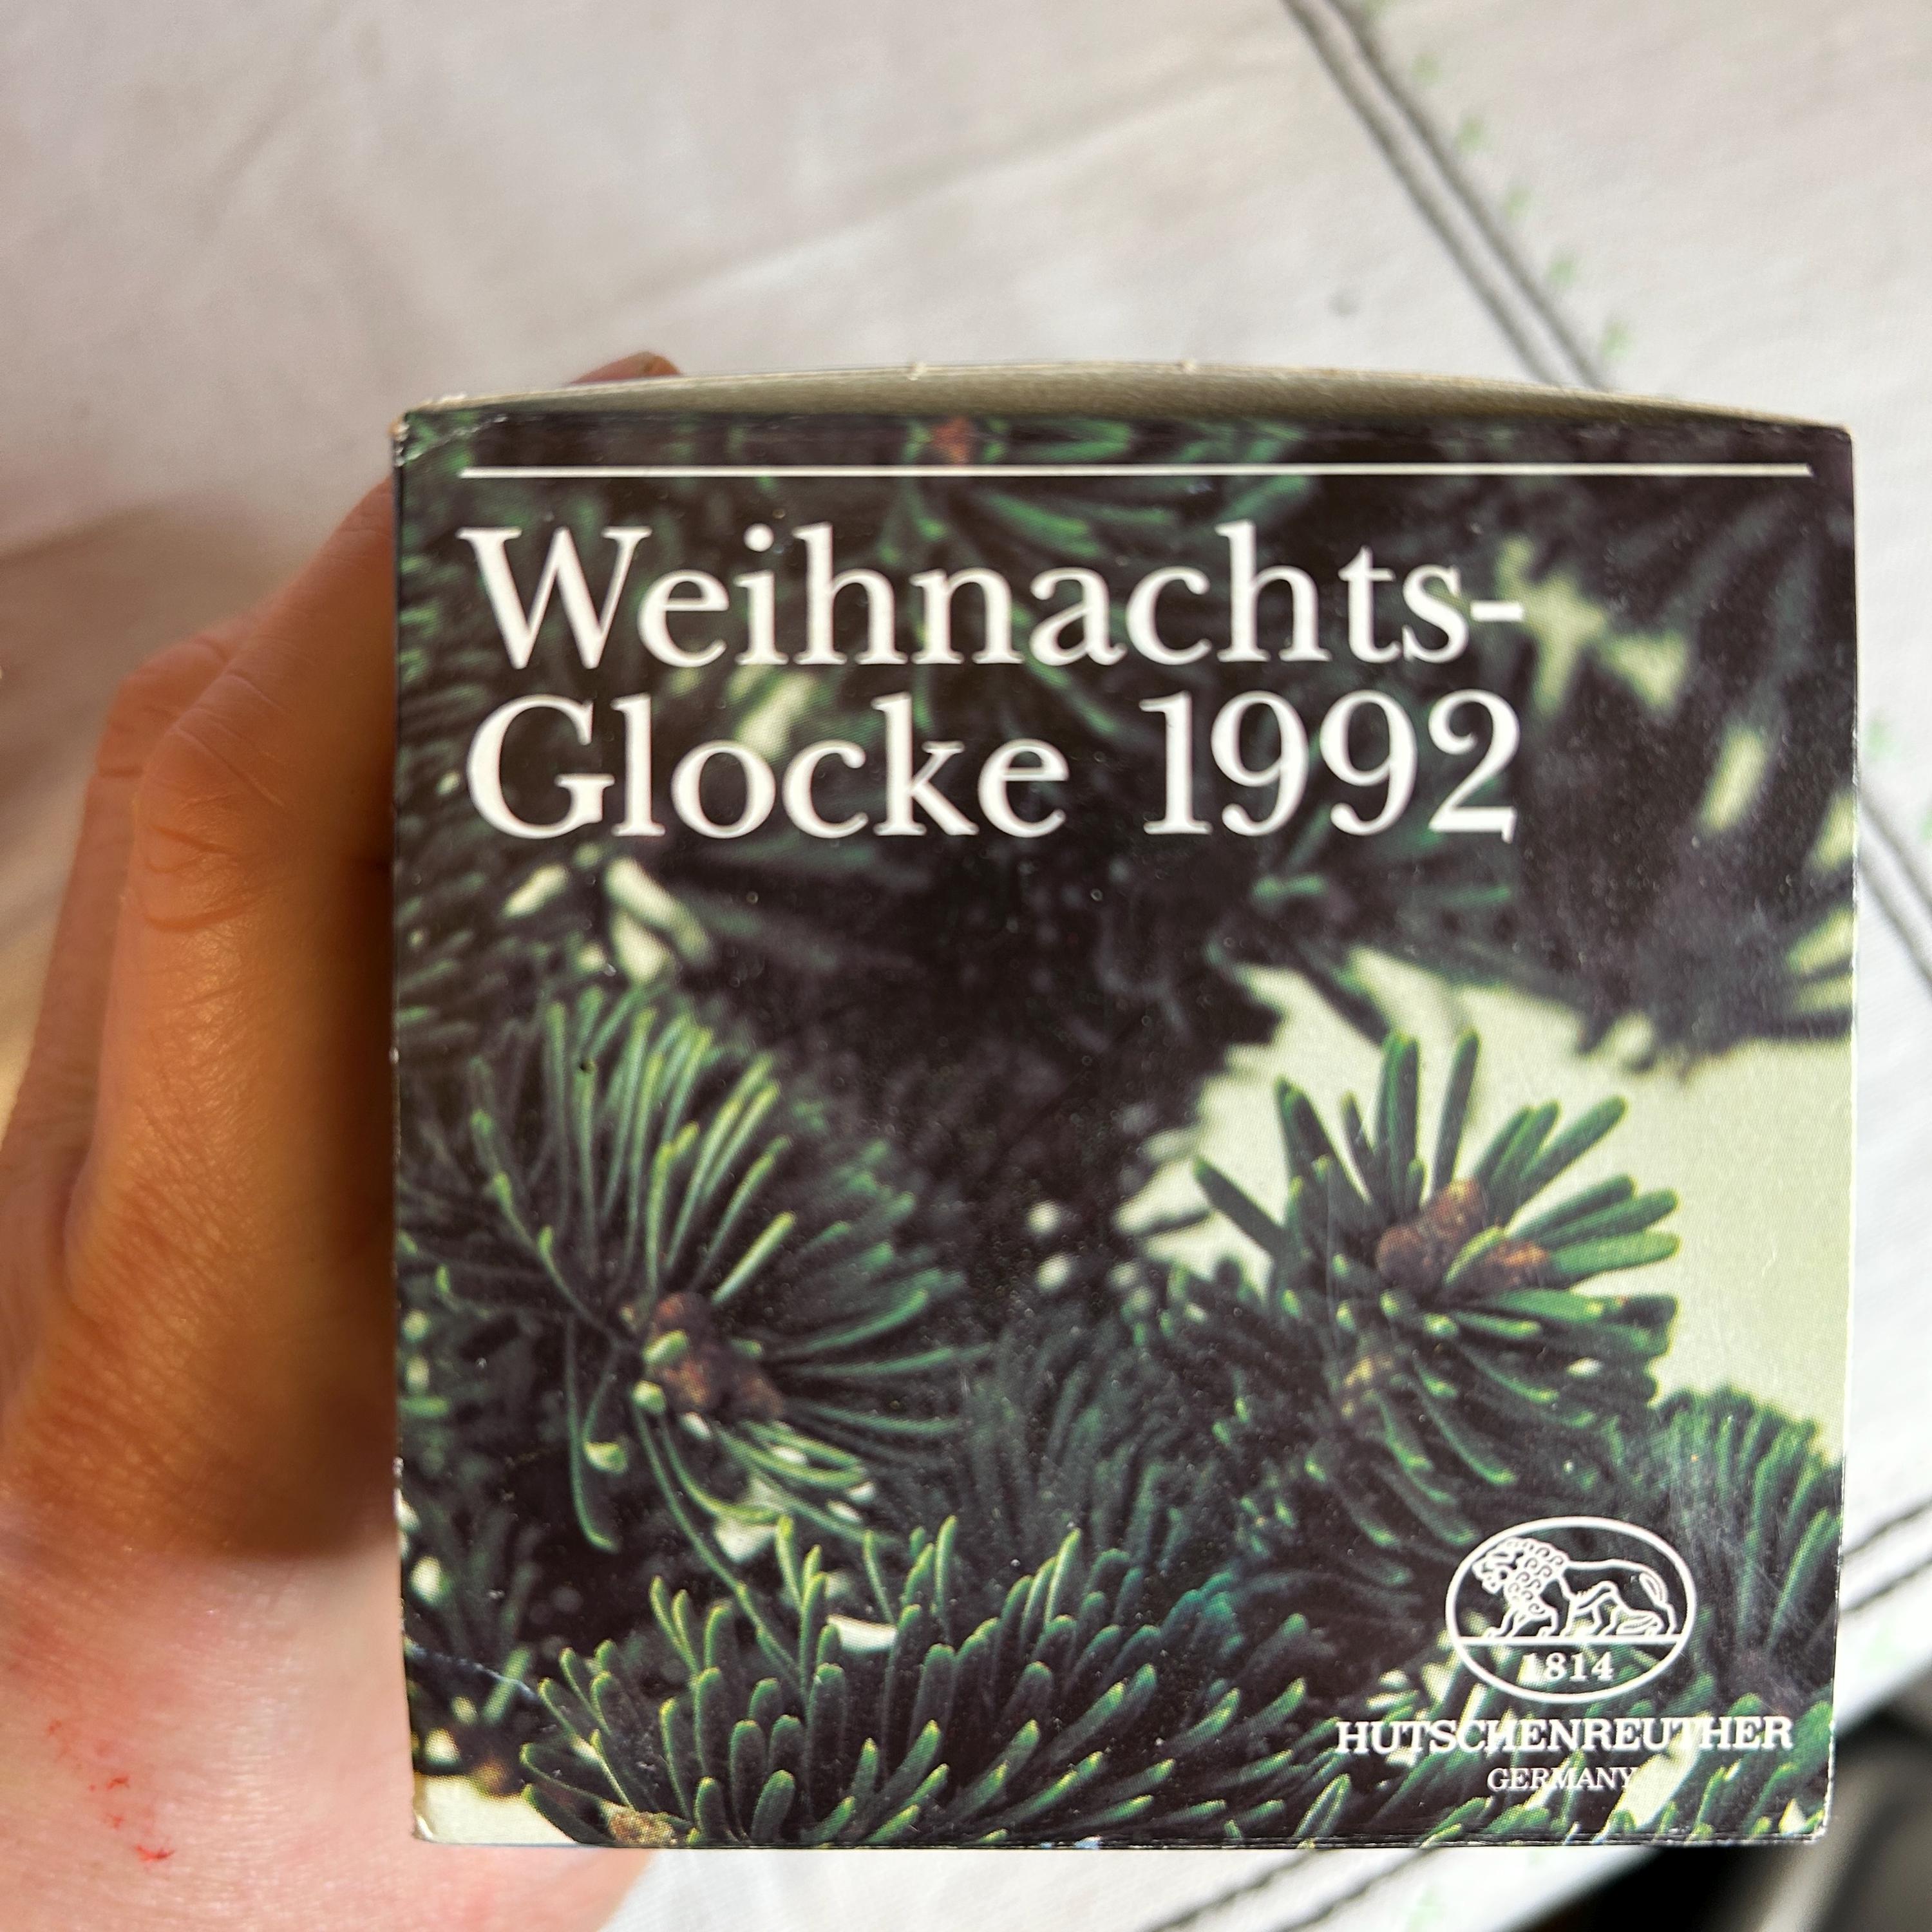 Weihnachts-
Glocke 1992
1814
HUTSCHENREUTHER
GERMANY